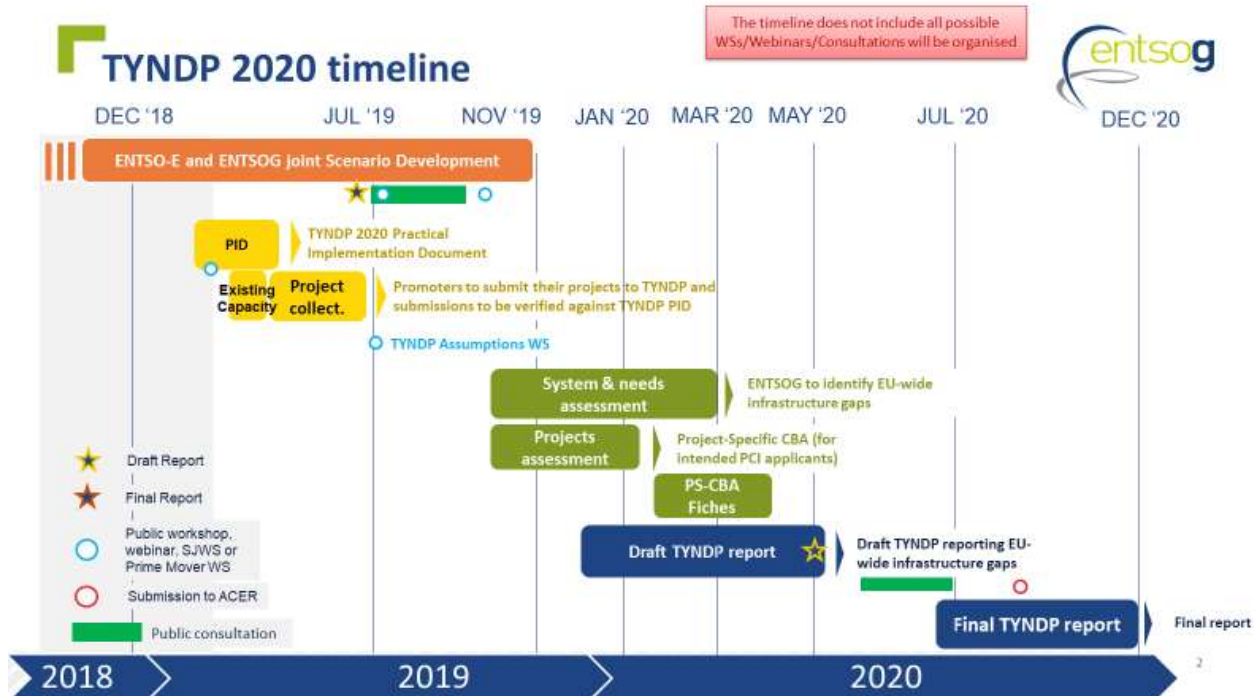 The timeline does not include all possible
WSs/Webinars/Consultations will be organised
entsog
TYNDP 2020 timeline
DEC ‘18
JUL ‘19
NOV ‘19
JAN ‘20
MAR ‘20
MAY ‘20
JUL ‘20
DEC ‘20
ENTSO-E and ENTSOG joint Scenario Development
PID
TYNDP 2020 Practical
Implementation Document
Existing
Capacity
Project
collect.
Promoters to submit their projects to TYNDP and
submissions to be verified against TYNDP PID
TYNDP Assumptions WS
System & needs
assessment
ENTSOG to identify EU-wide
infrastructure gaps
Projects
assessment
Project-Specific CBA (for
intended PCI applicants)
PS-CBA
Fiches
Draft Report
Final Report
Public workshop,
webinar, SJWS or
Prime Mover WS
Submission to ACER
Public consultation
Draft TYNDP report
Draft TYNDP reporting EU-
wide infrastructure gaps
Final TYNDP report
Final report
2018
2019
2020
2